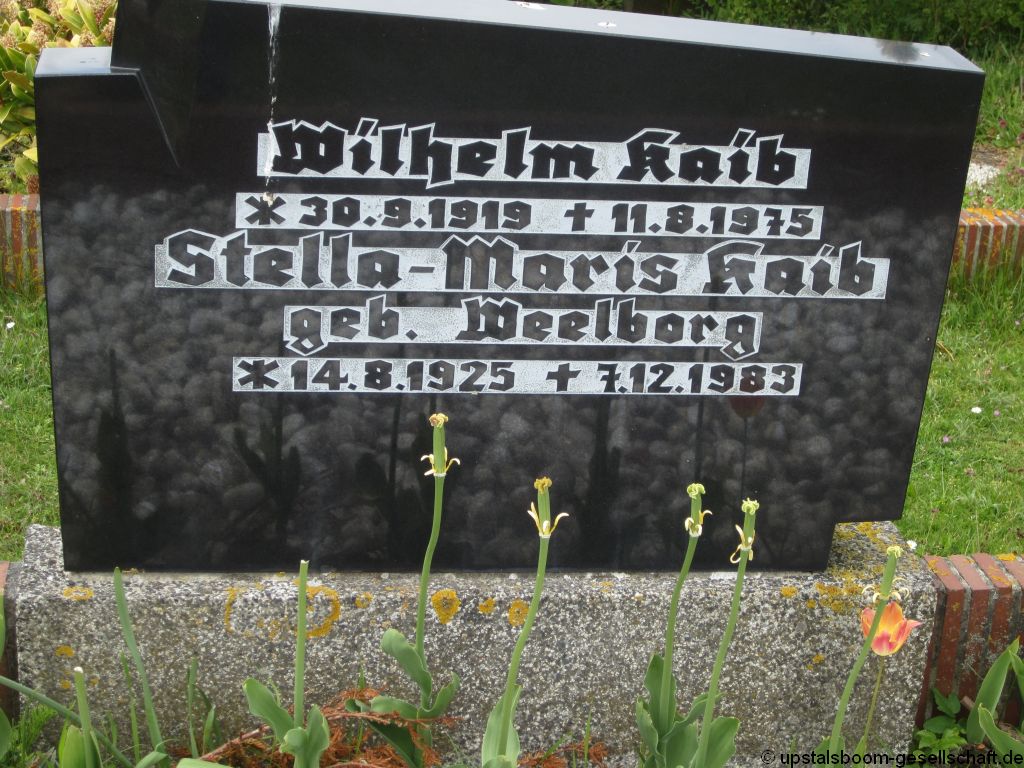 Wilhelm Kaib
* 30.9.1919 † 11.8.1975
Stella-Maris Kaib
geb. Weelborg
* 14.8.1925 † 7.12.1983
© upstalsboom-gesellschaft.de